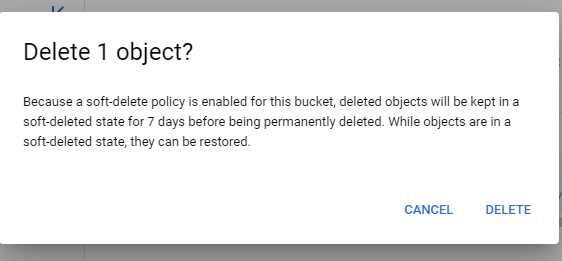 Delete 1 object?
Because a soft-delete policy is enabled for this bucket, deleted objects will be kept in a
soft-deleted state for 7 days before being permanently deleted. While objects are in a
soft-deleted state, they can be restored.
CANCEL DELETE